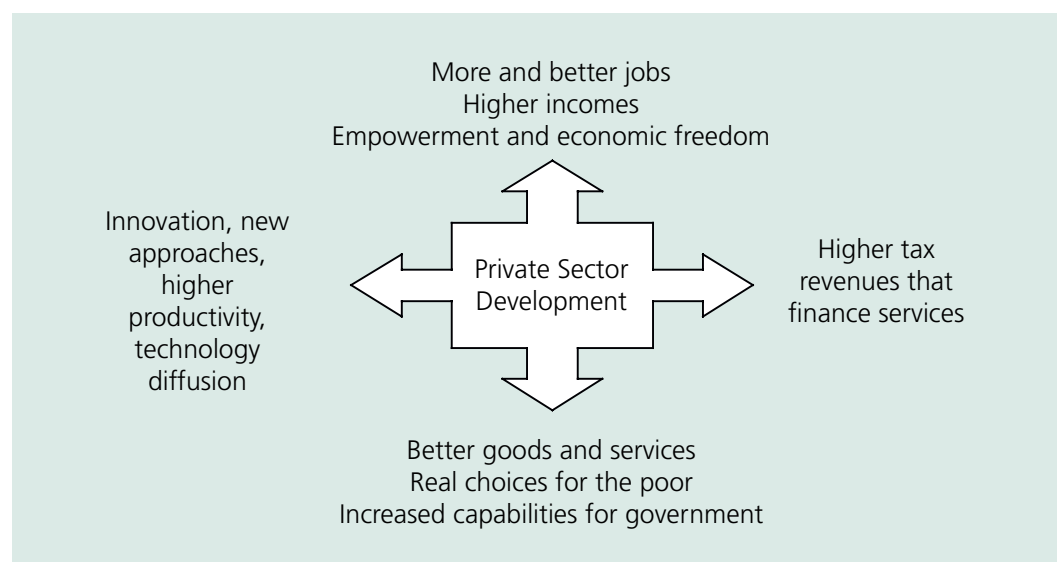 More and better jobs
Higher incomes
Empowerment and economic freedom
Innovation, new
approaches,
higher
productivity,
technology
diffusion
Private Sector
Development
Higher tax
revenues that
finance services
Better goods and services
Real choices for the poor
Increased capabilities for government